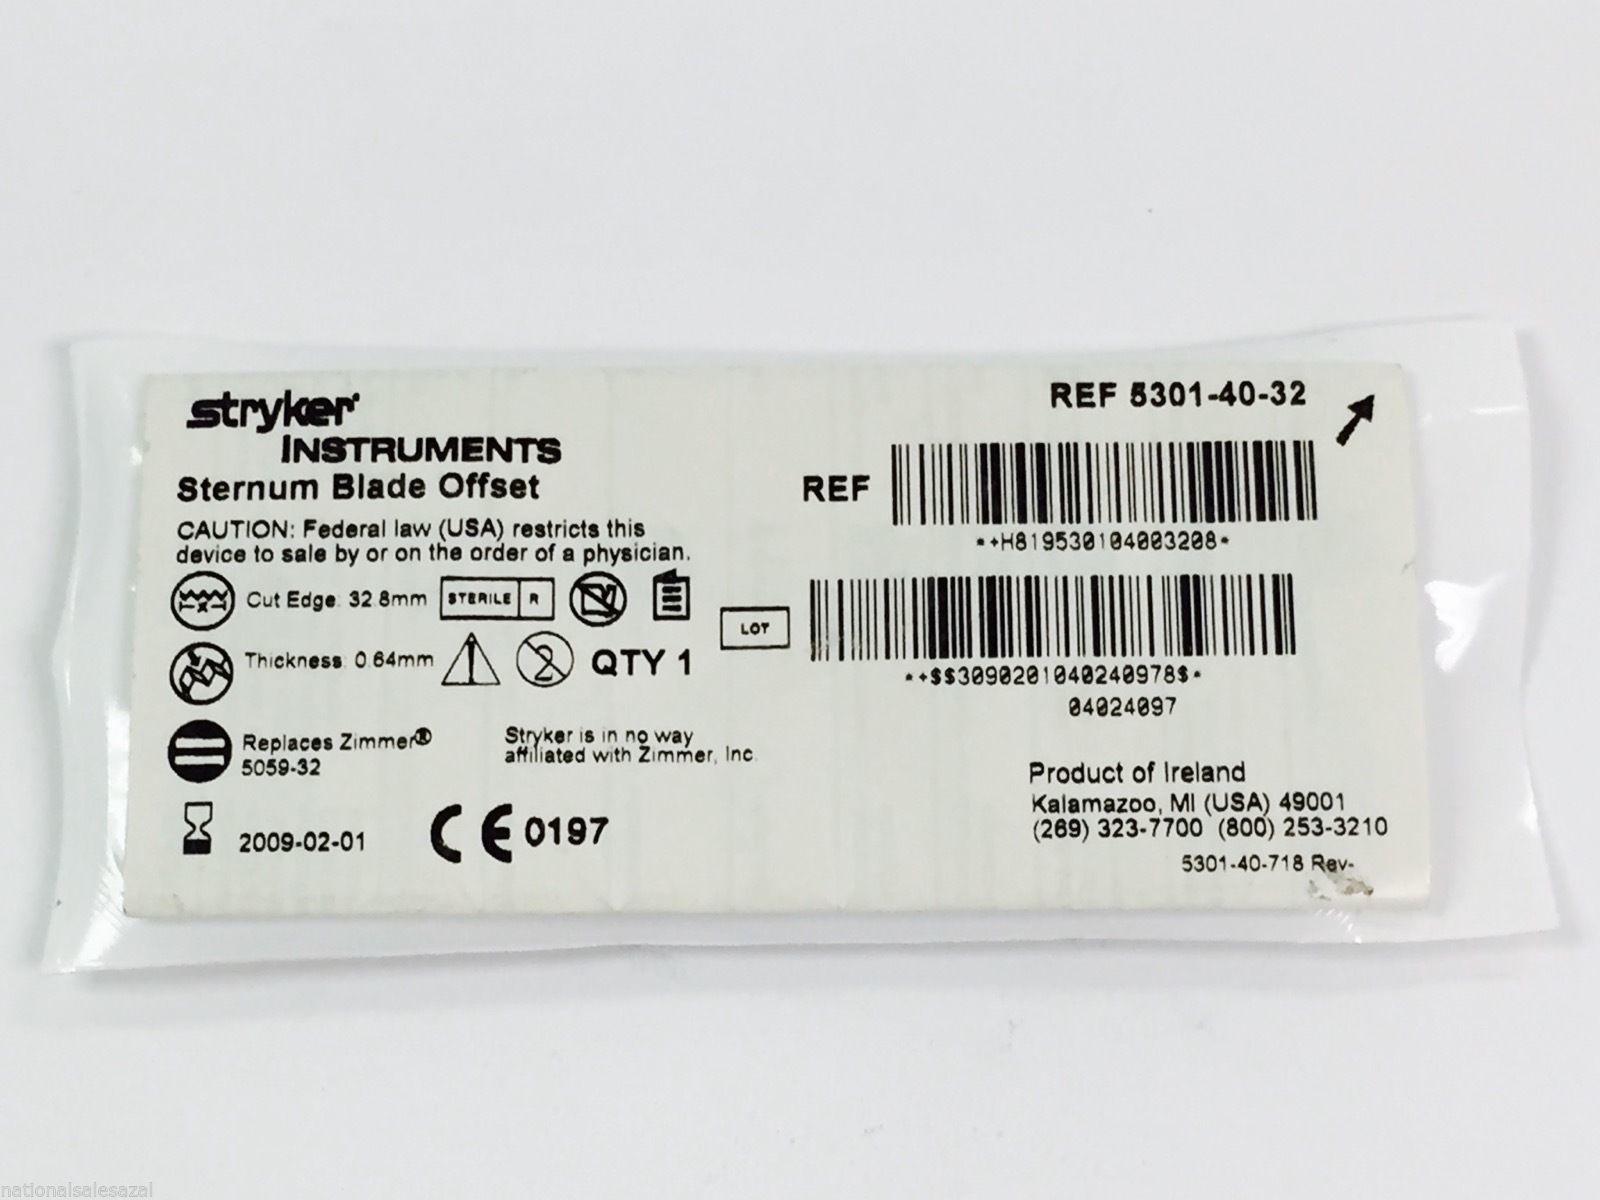 stryker
INSTRUMENTS
Sternum Blade Offset
CAUTION: Federal law (USA) restricts this
device to sale by or on the order of a physician.
Cut Edge: 32.8mm
STERILE R
Thickness: 0.64mm
2
QTY 1
Replaces Zimmer®
5059-32
Stryker is in no way
affiliated with Zimmer, Inc.
2009-02-01
CE 0197
REF 5301-40-32
REF
*+H819530104003208*
LOT
*+$$3090201040240978$*
04024097
Product of Ireland
Kalamazoo, MI (USA) 49001
(269) 323-7700 (800) 253-3210
5301-40-718 Rev-
nationalsalesazal